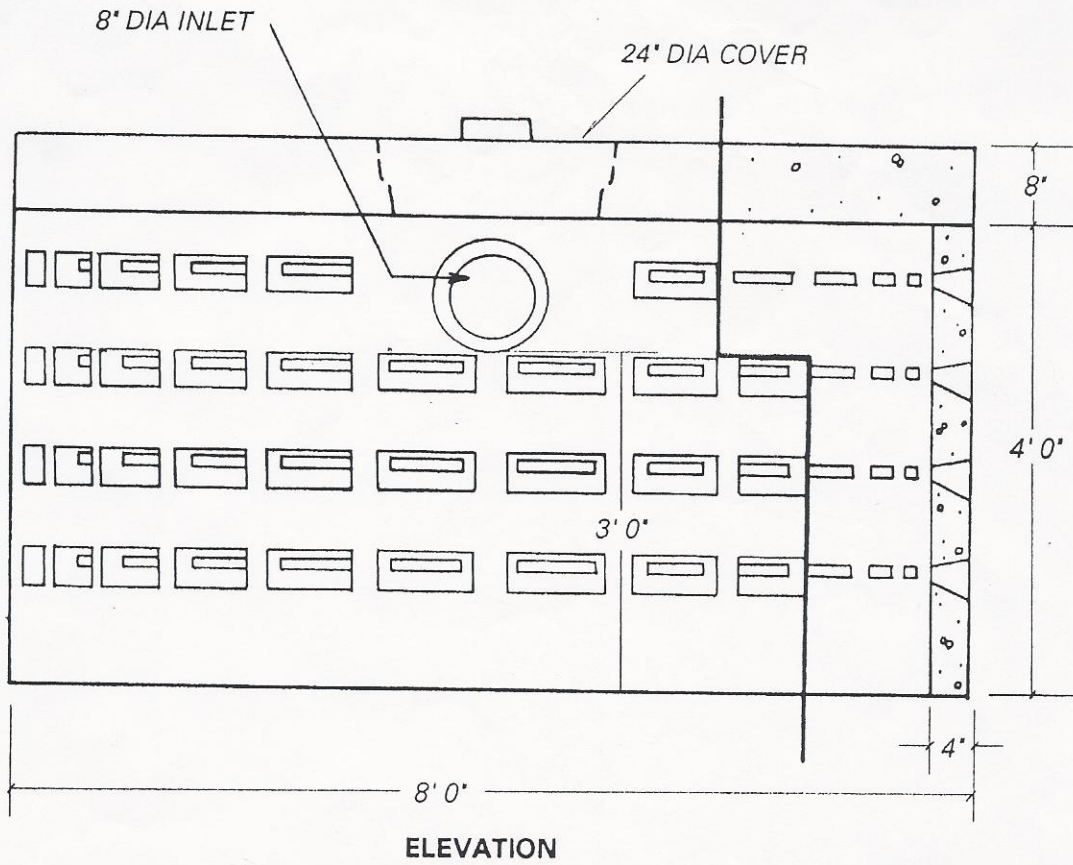 8" DIA INLET
24" DIA COVER
8"
4' 0"
3' 0"
4"
8' 0"
ELEVATION